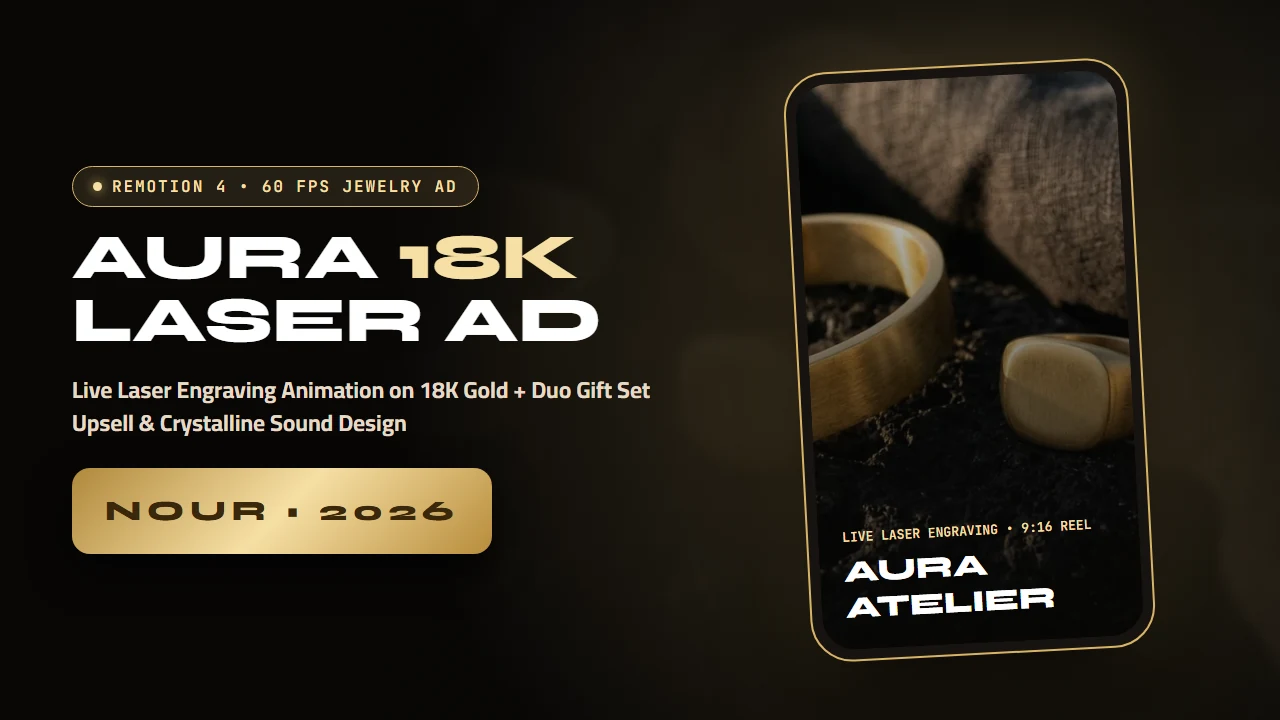 REMOTION 4 • 60 FPS JEWELRY AD
AURA 18K
LASER AD
Live Laser Engraving Animation on 18K Gold + Duo Gift Set
Upsell & Crystalline Sound Design
NOUR · 2026
LIVE LASER ENGRAVING • 9:16 REEL
AURA
ATELIER